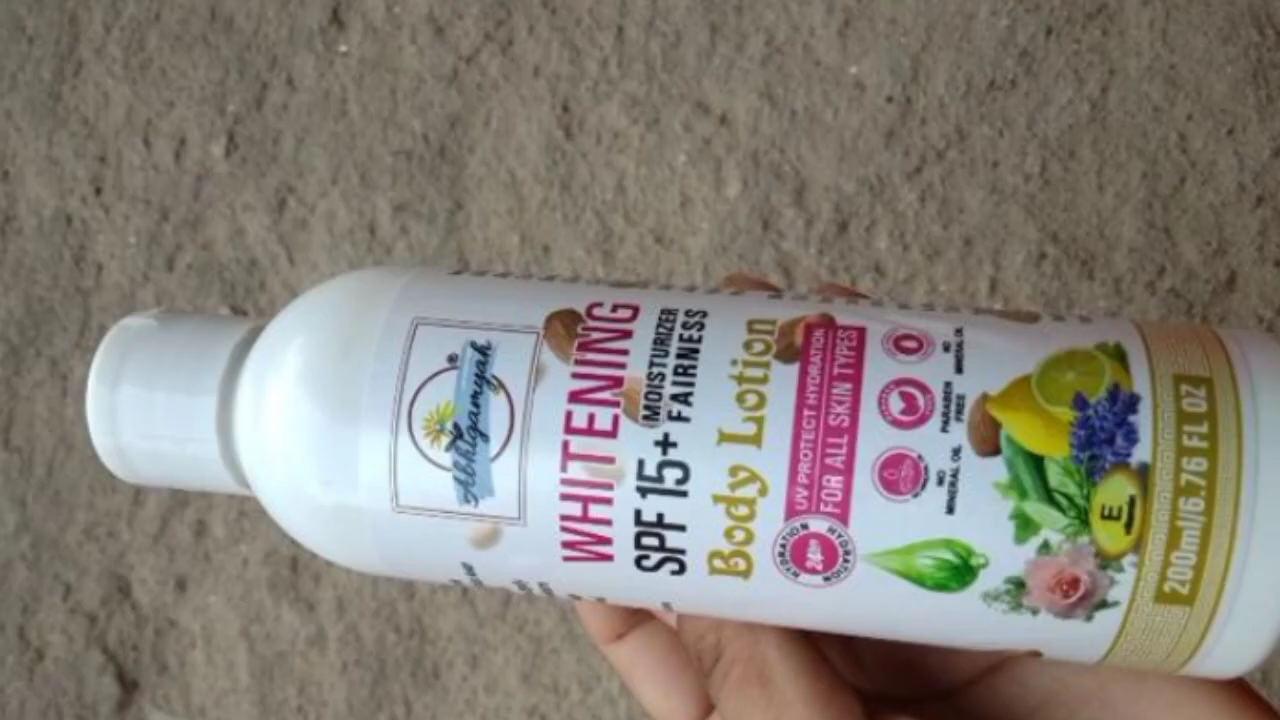 Abhigamyah
®
WHITENING
SPF 15+
MOISTURIZER
FAIRNESS
Body Lotion
UV PROTECT HYDRATION
FOR ALL SKIN TYPES
HYDRATION
HYDRATION
NO
MINERAL OIL
PARABEN
FREE
NO
MINERAL OIL
E
200ml/6.76 FL OZ